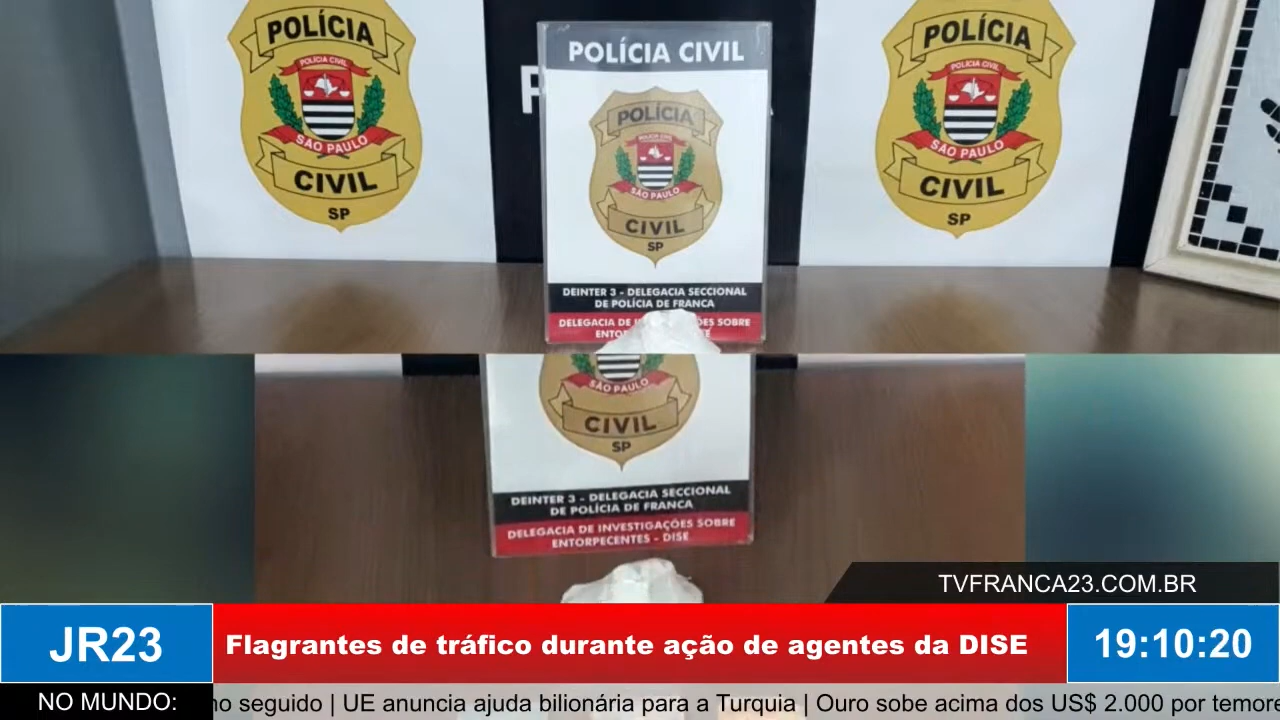 POLÍCIA
POLÍCIA CIVIL
SÃO PAULO
CIVIL
SP
POLÍCIA CIVIL
POLÍCIA
POLÍCIA CIVIL
SÃO PAULO
CIVIL
SP
DEINTER 3 - DELEGACIA SECCIONAL
DE POLÍCIA DE FRANCA
POLÍCIA
POLÍCIA CIVIL
SÃO PAULO
CIVIL
SP
SÃO PAULO
CIVIL
SP
DEINTER 3 - DELEGACIA SECCIONAL
DE POLÍCIA DE FRANCA
DELEGACIA DE INVESTIGAÇÕES SOBRE
ENTORPECENTES - DISE
TVFRANCA23.COM.BR
JR23
Flagrantes de tráfico durante ação de agentes da DISE
19:10:20
NO MUNDO:
seguido | UE anuncia ajuda bilionária para a Turquia | Ouro sobe acima dos US$ 2.000 por